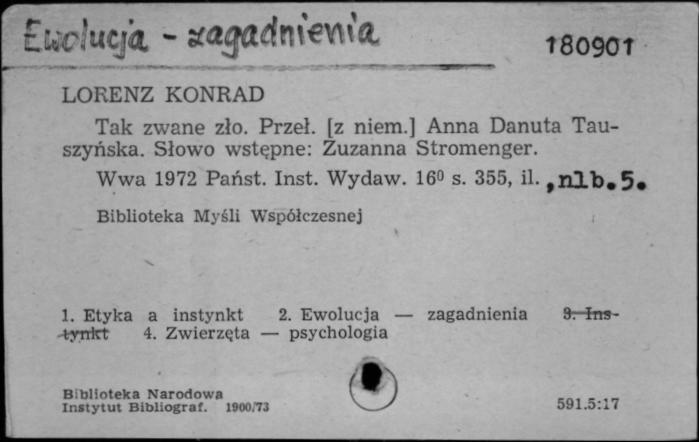 Ewolucja - zagadnienia
180901
LORENZ KONRAD
Tak zwane zło. Przeł. [z niem.] Anna Danuta Tau-
szyńska. Słowo wstępne: Zuzanna Stromenger.
Wwa 1972 Państ. Inst. Wydaw. 16⁰ s. 355, il. , nlb. 5.
Biblioteka Myśli Współczesnej
1. Etyka a instynkt 2. Ewolucja — zagadnienia 3. Ins-
tynkt 4. Zwierzęta — psychologia
Biblioteka Narodowa
Instytut Bibliograf. 1900/73
591.5:17